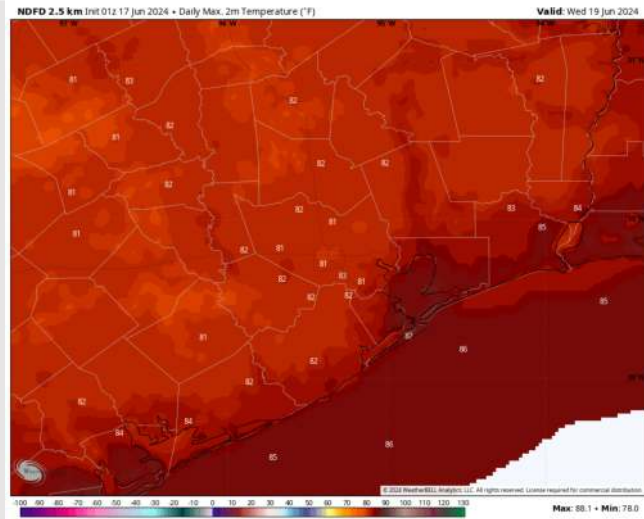 NDFD 2.5 km Init 01z 17 Jun 2024 • Daily Max. 2m Temperature (°F)
Valid: Wed 19 Jun 2024
81 83 82 82
81 82
82 82
81 82
82 83 84
81 82 81 85
81
82 83 81
82 82 85
87
81 86
82
82
82 84
84
85 86
© 2024 WeatherBELL Analytics, LLC. All rights reserved. License required for commercial distribution.
-100 -90 -80 -70 -60 -50 -40 -30 -20 -10 0 10 20 30 40 50 60 70 80 90 100 110 120 130
Max: 88.1 • Min: 78.0